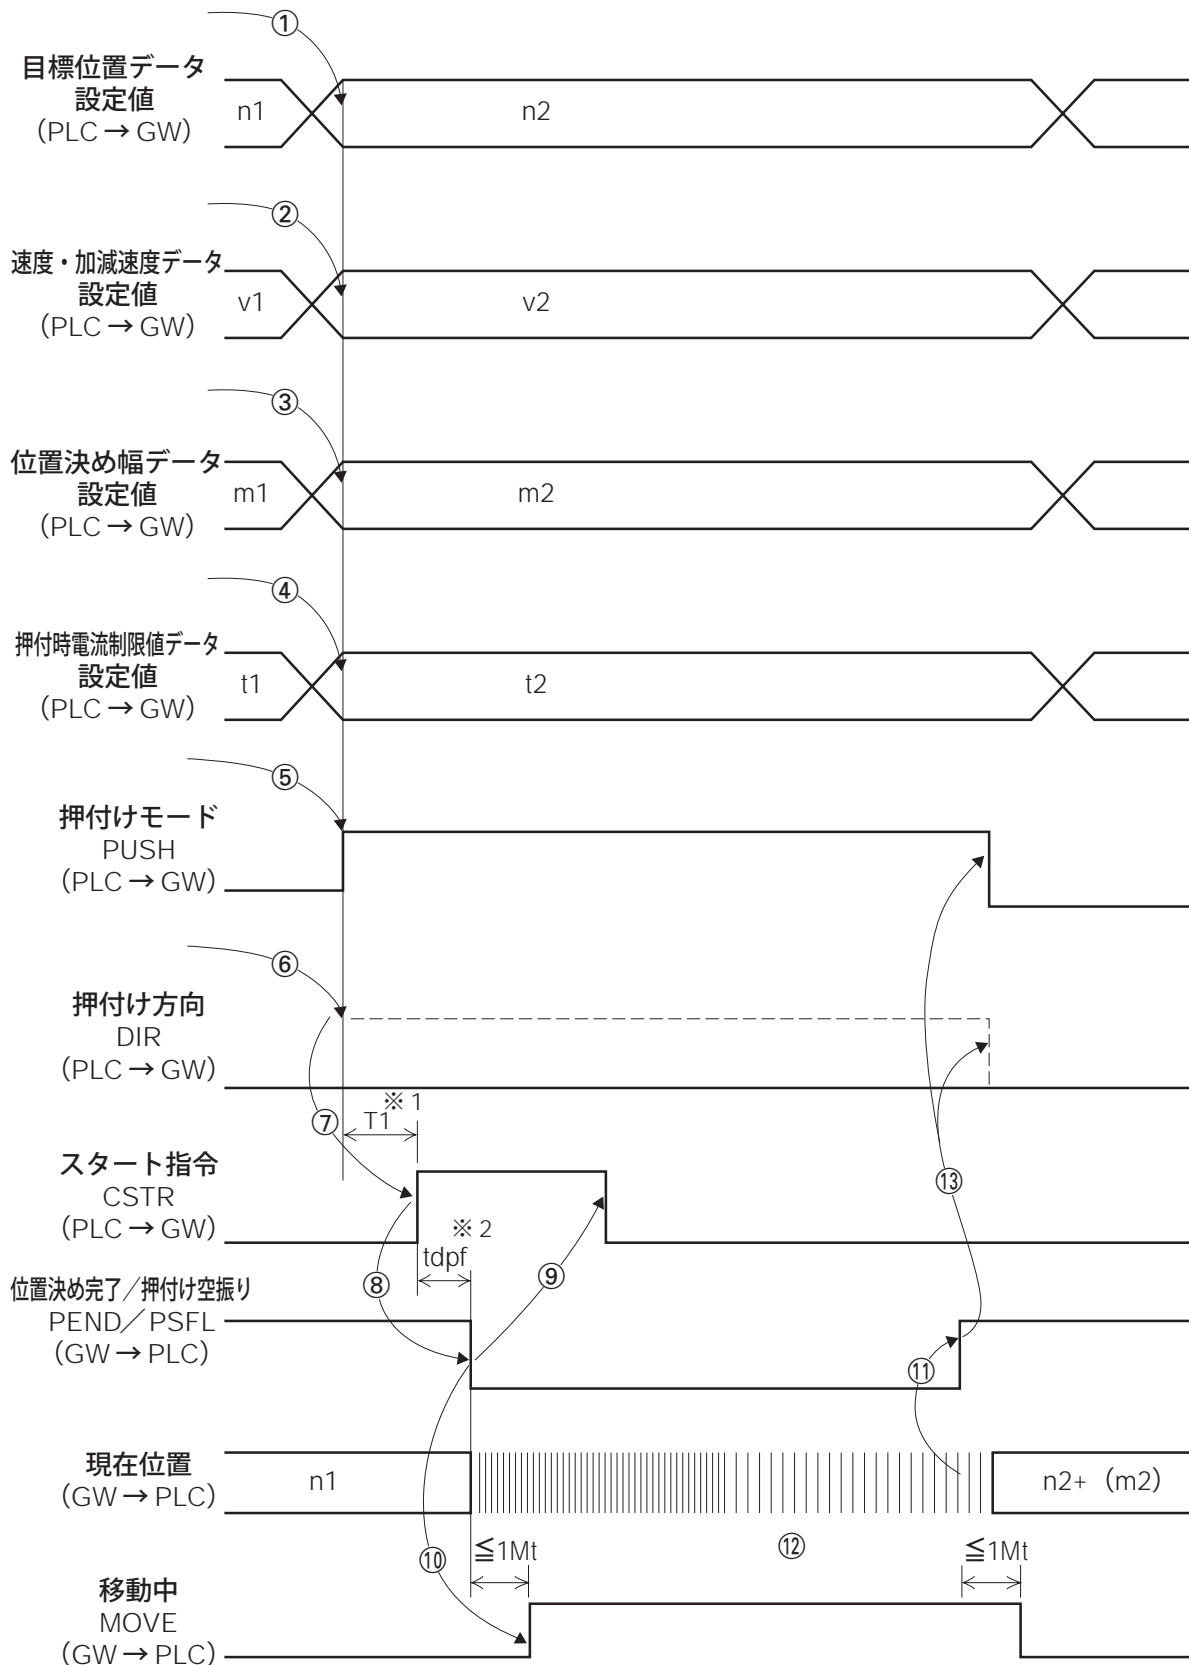 ①
目標位置データ
設定値
(PLC → GW)
n1
n2
②
速度・加減速度データ
設定値
(PLC → GW)
v1
v2
③
位置決め幅データ
設定値
(PLC → GW)
m1
m2
④
押付時電流制限値データ
設定値
(PLC → GW)
t1
t2
⑤
押付けモード
PUSH
(PLC → GW)
⑥
押付け方向
DIR
(PLC → GW)
※1
⑦
T1
スタート指令
CSTR
(PLC → GW)
⑬
※2
tdpf
⑧
⑨
位置決め完了／押付け空振り
PEND／PSFL
(GW → PLC)
⑪
現在位置
(GW → PLC)
n1
n2+ (m2)
⑩
≦1Mt
⑫
≦1Mt
移動中
MOVE
(GW → PLC)